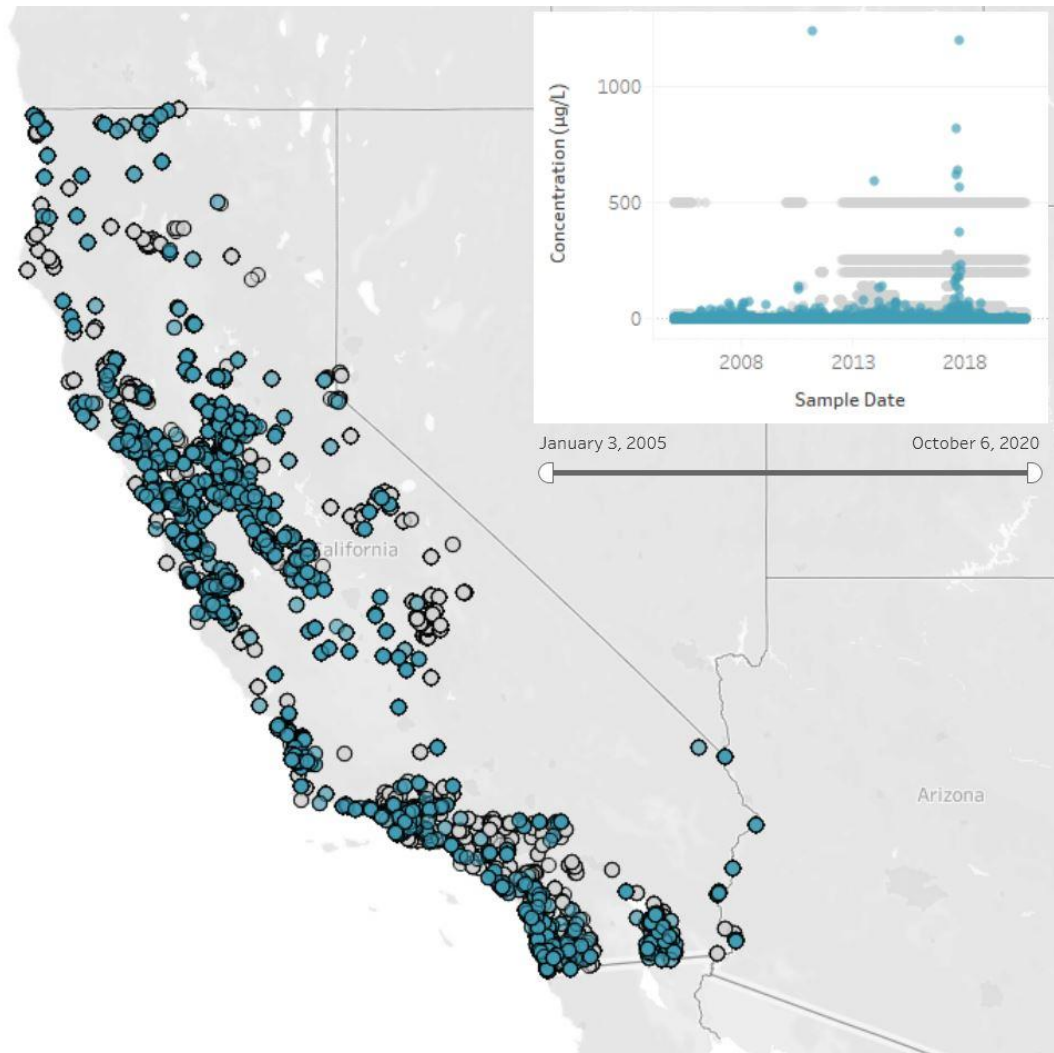 Concentration (µg/L)
1000
500
0
2008
2013
2018
Sample Date
January 3, 2005
October 6, 2020
California
Arizona